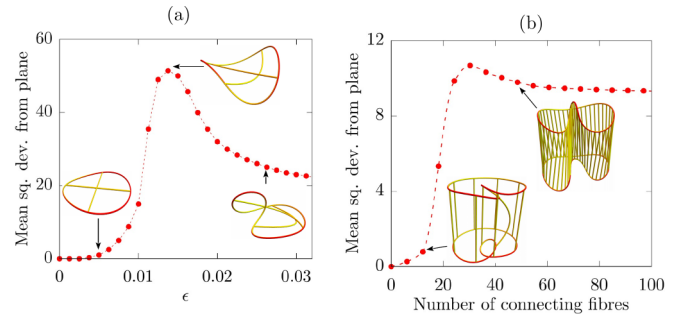 (a)
Mean sq. dev. from plane
60
40
20
0
0 0.01 0.02 0.03
ϵ
(b)
Mean sq. dev. from plane
12
8
4
0
0 20 40 60 80 100
Number of connecting fibres